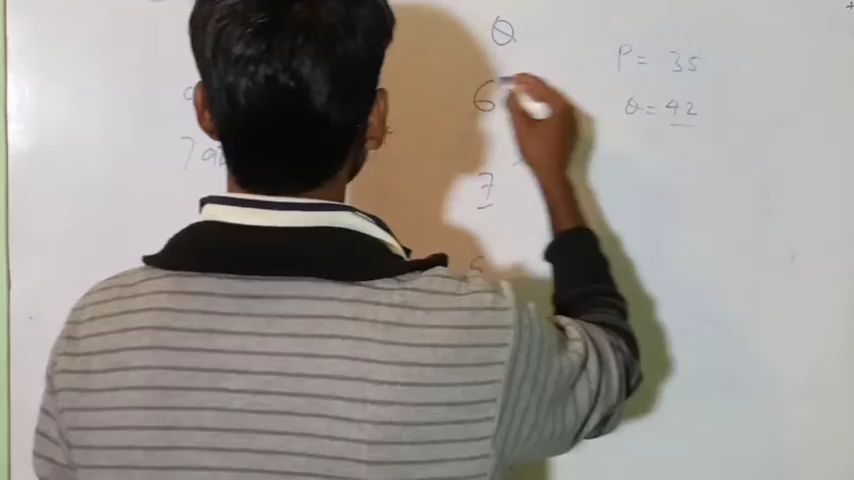 Q
P = 35
6
Q = 42
7